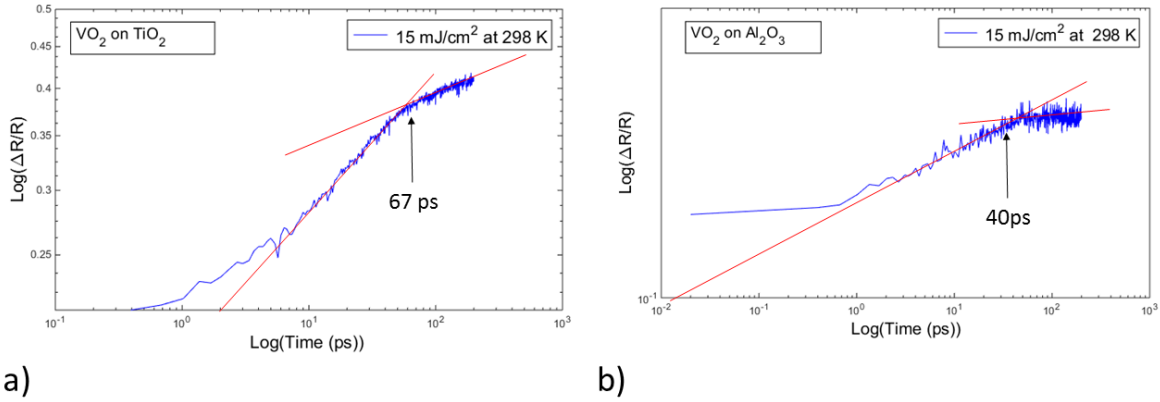 VO2 on TiO2
15 mJ/cm2 at 298 K
0.5
0.45
0.4
0.35
0.3
0.25
Log(ΔR/R)
67 ps
10-1
100
101
102
103
Log(Time (ps))
a)
VO2 on Al2O3
15 mJ/cm2 at 298 K
Log(ΔR/R)
40ps
10-1
10-2
10-1
100
101
102
103
Log(Time (ps))
b)